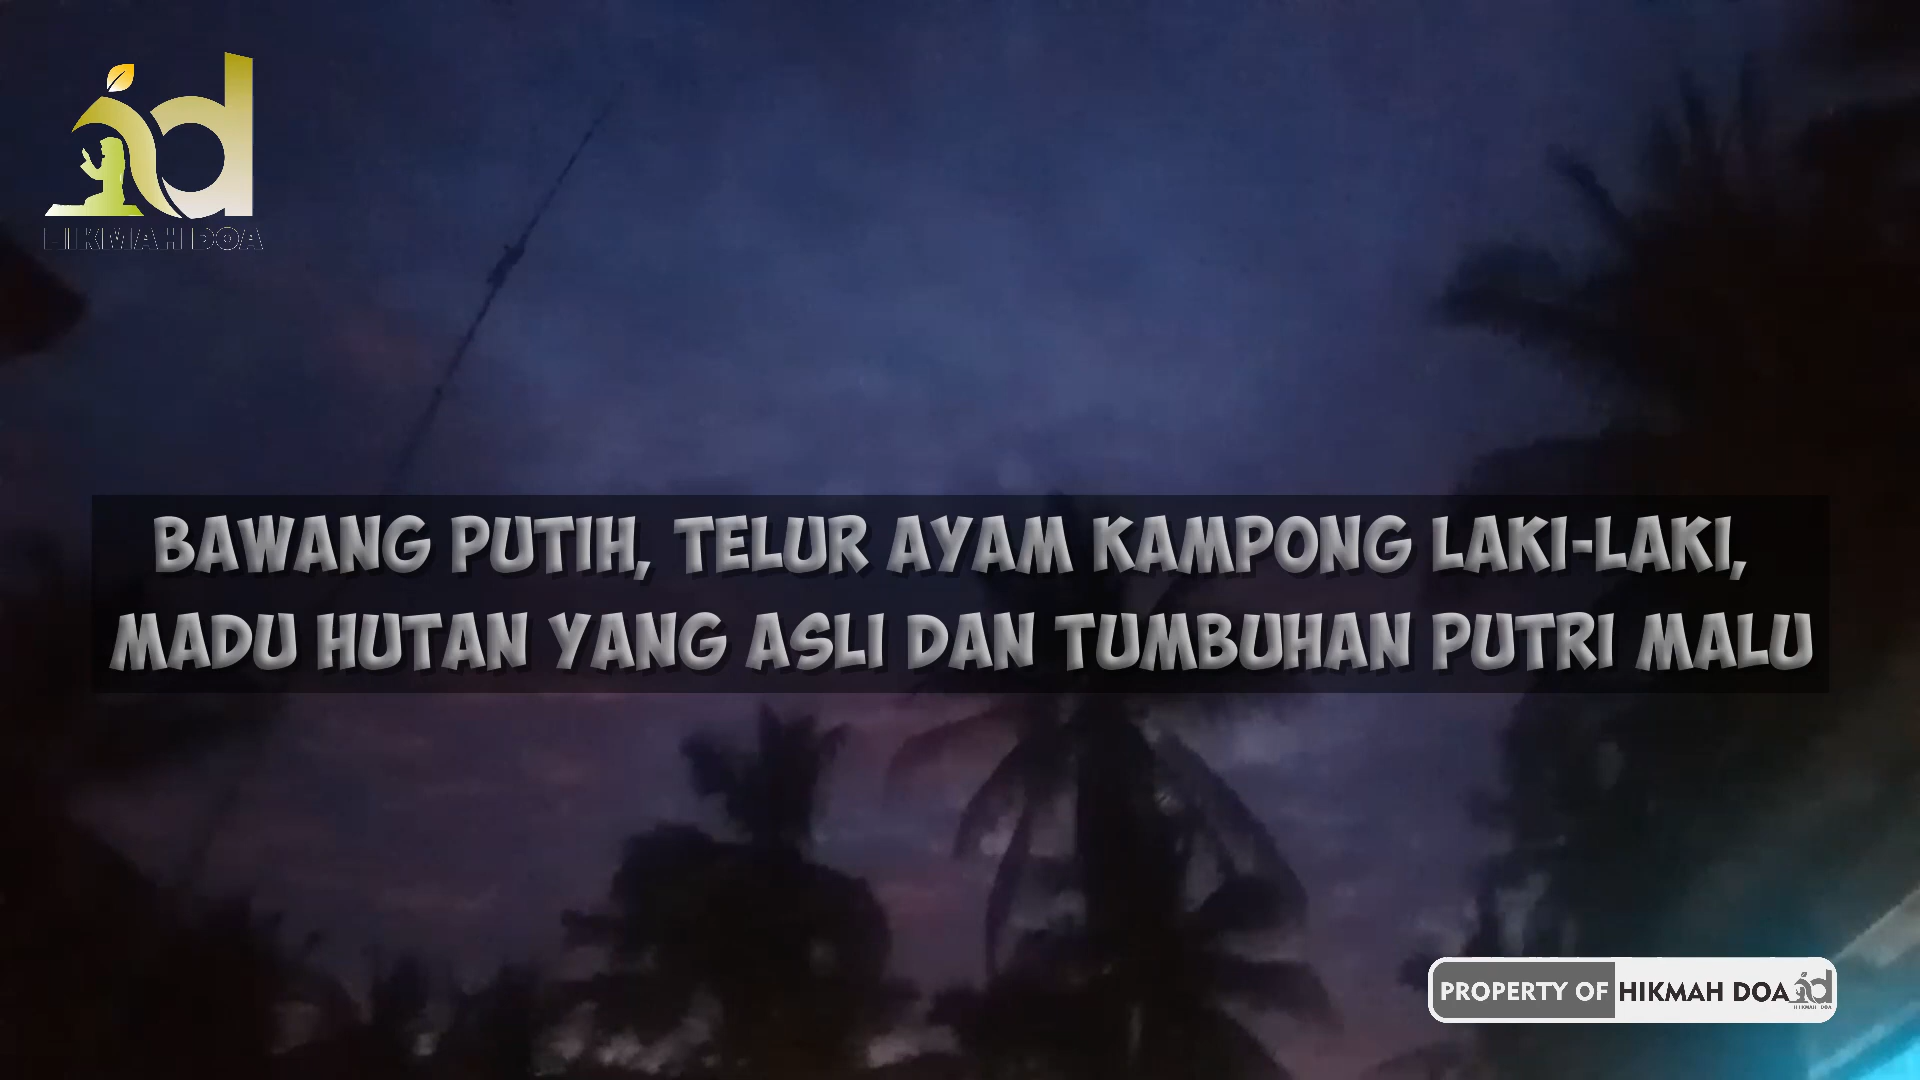 HIKMAH DOA
BAWANG PUTIH, TELUR AYAM KAMPONG LAKI-LAKI,
MADU HUTAN YANG ASLI DAN TUMBUHAN PUTRI MALU
PROPERTY OF HIKMAH DOA